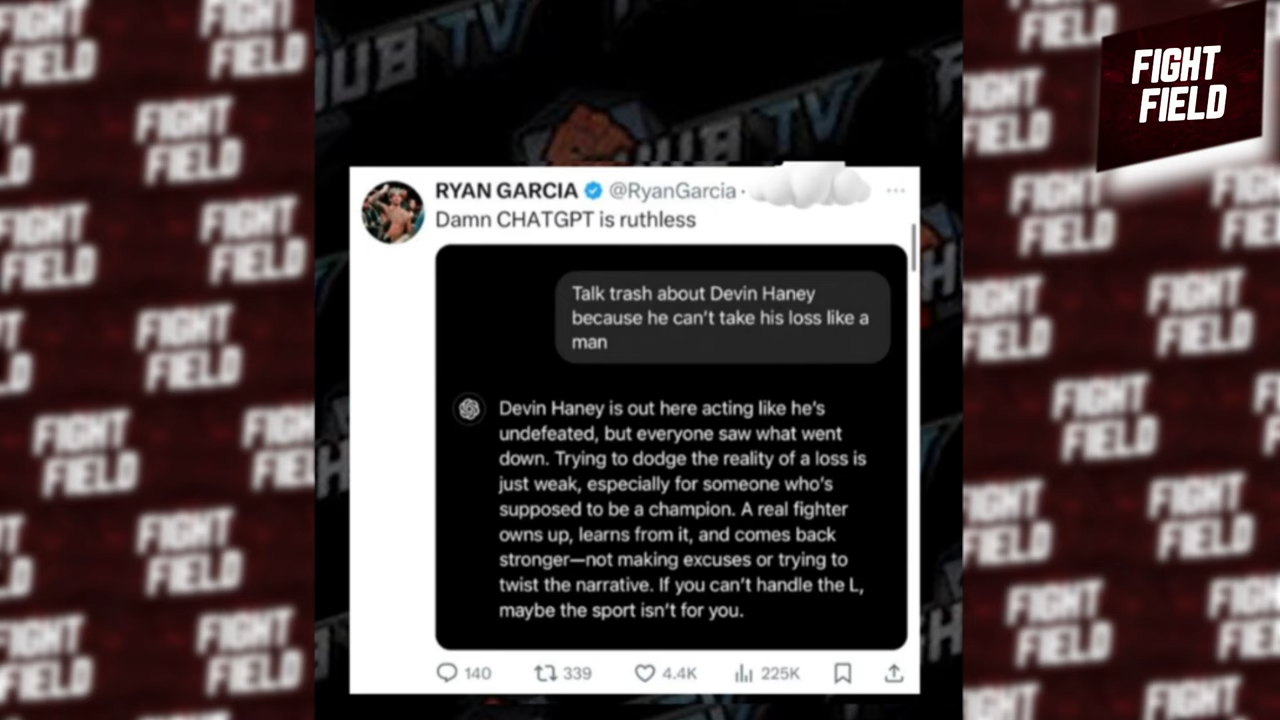 FIGHT
FIELD
RYAN GARCIA @RyanGarcia ·
Damn CHATGPT is ruthless
Talk trash about Devin Haney
because he can't take his loss like a
man
Devin Haney is out here acting like he's
undefeated, but everyone saw what went
down. Trying to dodge the reality of a loss is
just weak, especially for someone who's
supposed to be a champion. A real fighter
owns up, learns from it, and comes back
stronger—not making excuses or trying to
twist the narrative. If you can't handle the L,
maybe the sport isn't for you.
140 339 4.4K 225K